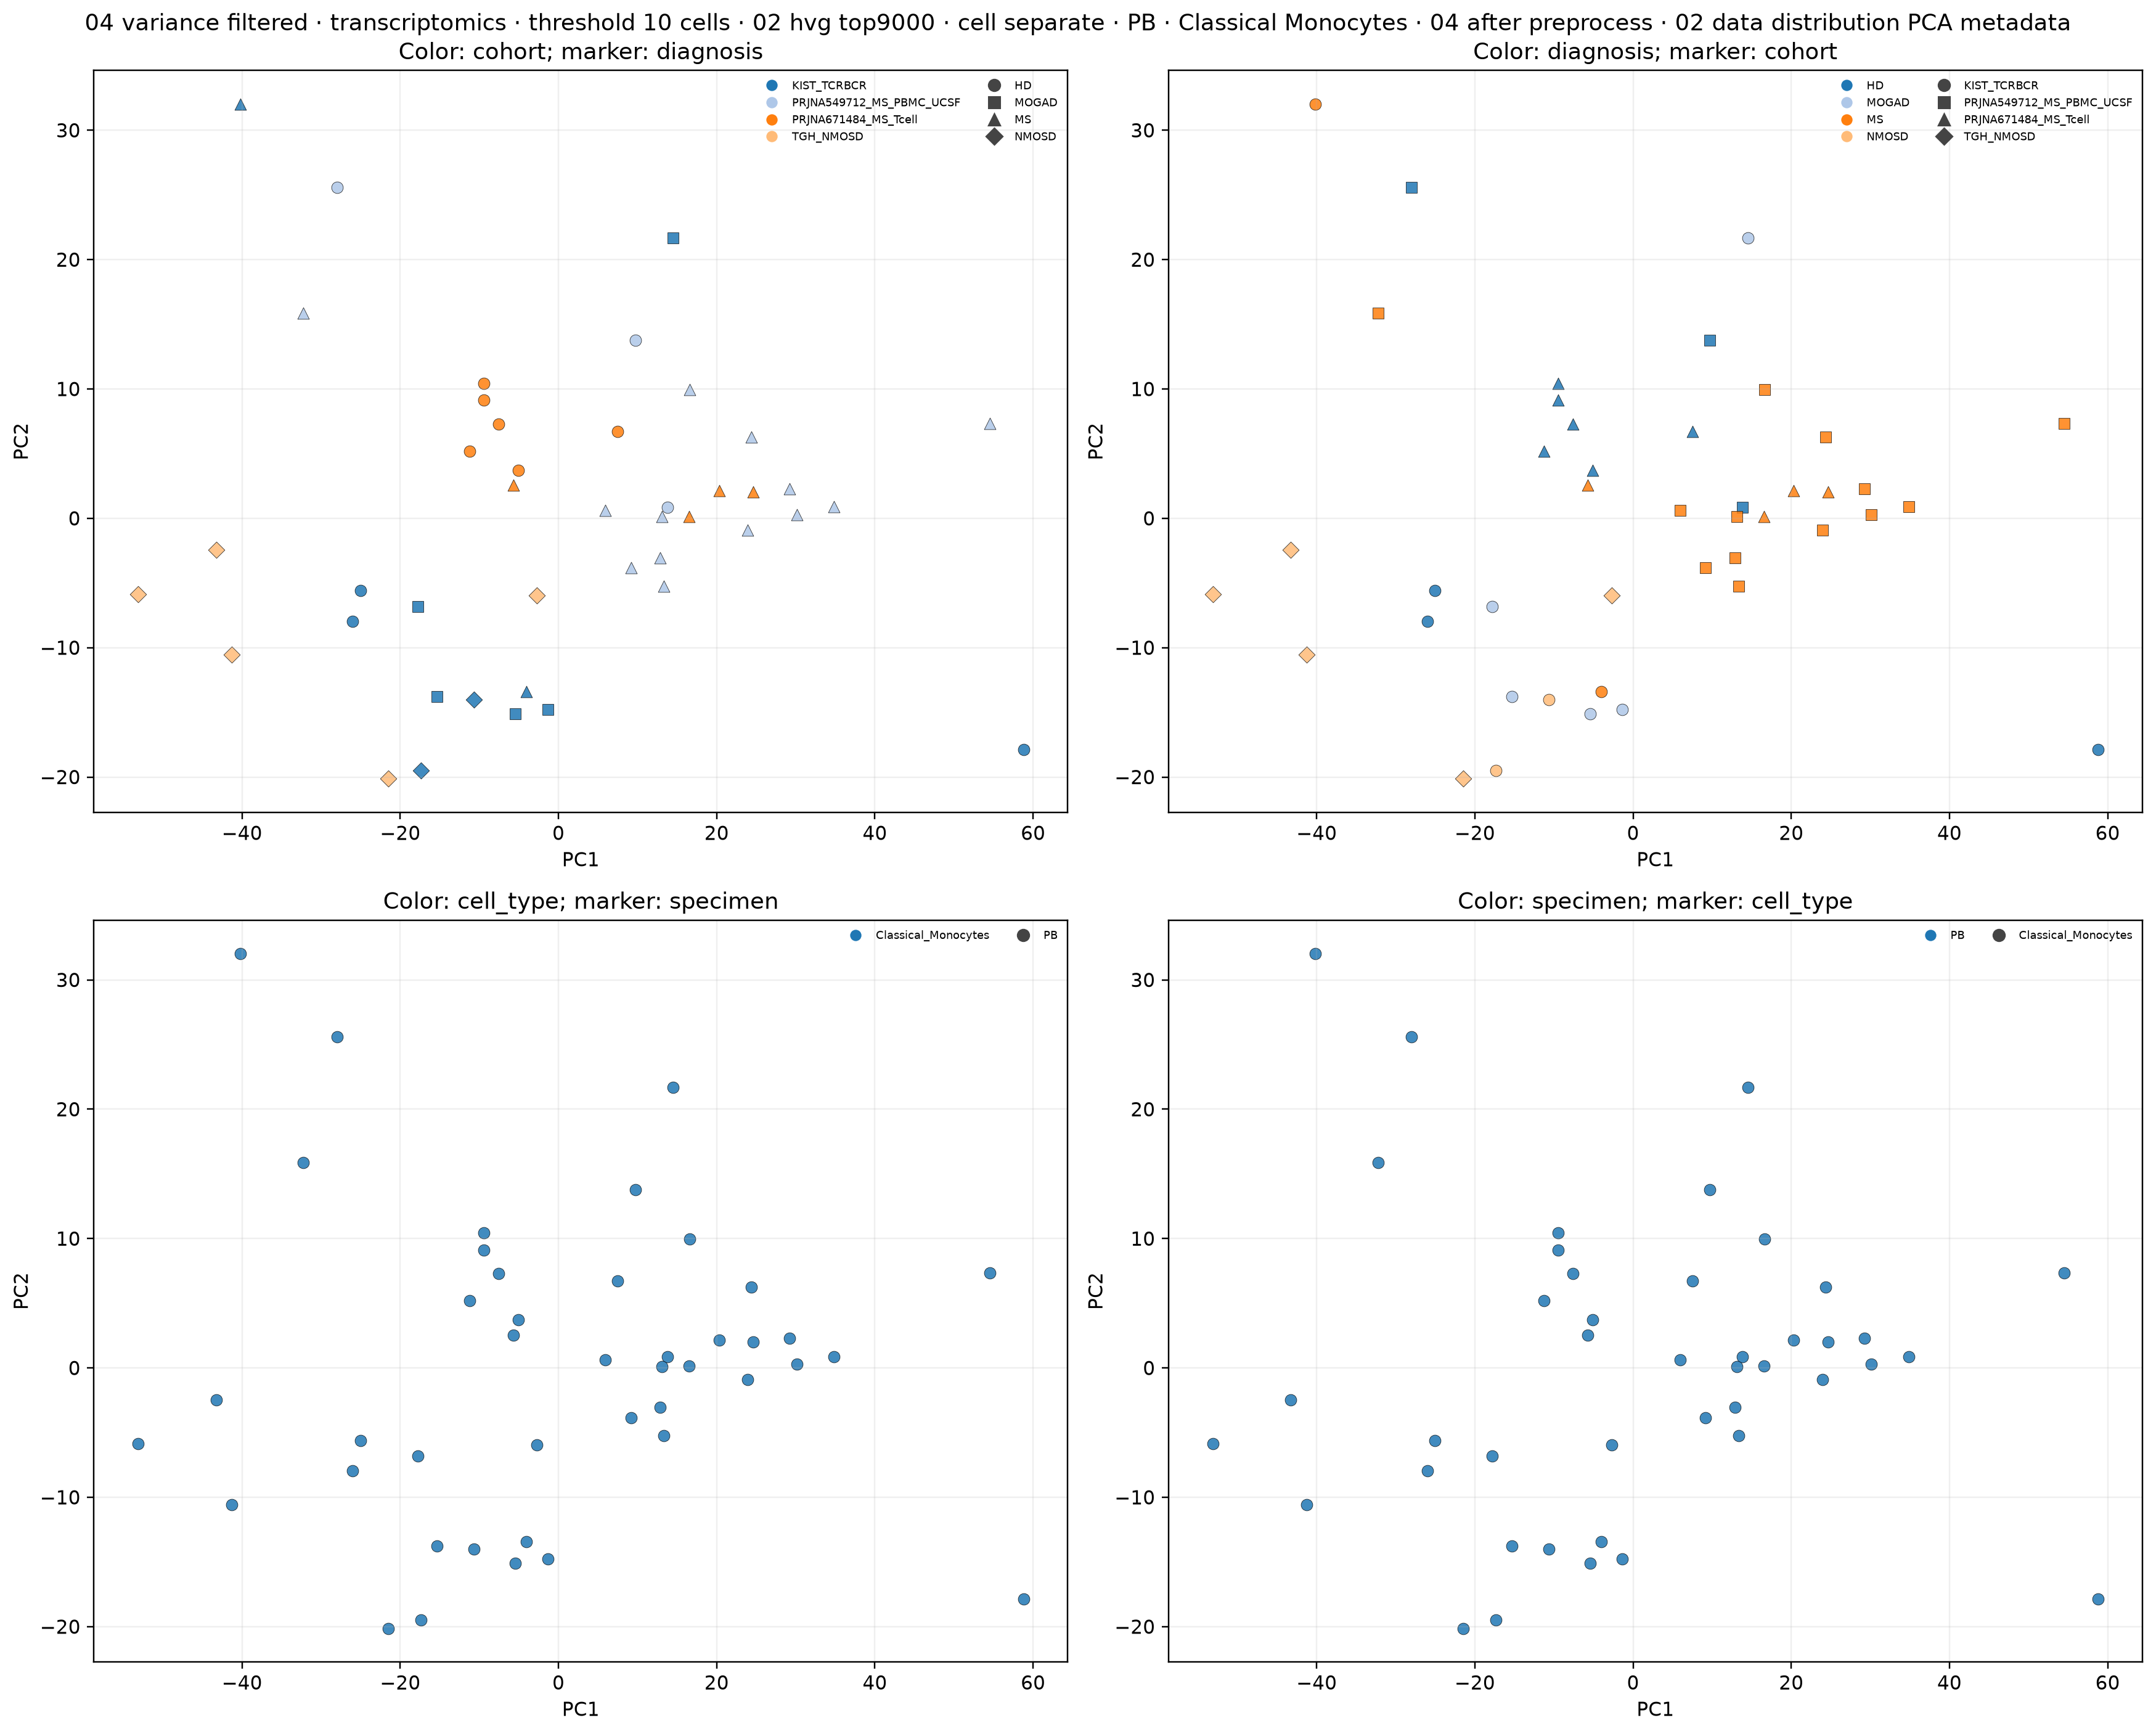 04 variance filtered · transcriptomics · threshold 10 cells · 02 hvg top9000 · cell separate · PB · Classical Monocytes · 04 after preprocess · 02 data distribution PCA metadata
Color: cohort; marker: diagnosis
KIST_TCRBCR
PRJNA549712_MS_PBMC_UCSF
PRJNA671484_MS_Tcell
TGH_NMOSD
HD
MOGAD
MS
NMOSD
30
20
10
0
−10
−20
PC2
−40
−20
0
20
40
60
PC1
Color: diagnosis; marker: cohort
HD
MOGAD
MS
NMOSD
KIST_TCRBCR
PRJNA549712_MS_PBMC_UCSF
PRJNA671484_MS_Tcell
TGH_NMOSD
30
20
10
0
−10
−20
PC2
−40
−20
0
20
40
60
PC1
Color: cell_type; marker: specimen
Classical_Monocytes
PB
30
20
10
0
−10
−20
PC2
−40
−20
0
20
40
60
PC1
Color: specimen; marker: cell_type
PB
Classical_Monocytes
30
20
10
0
−10
−20
PC2
−40
−20
0
20
40
60
PC1